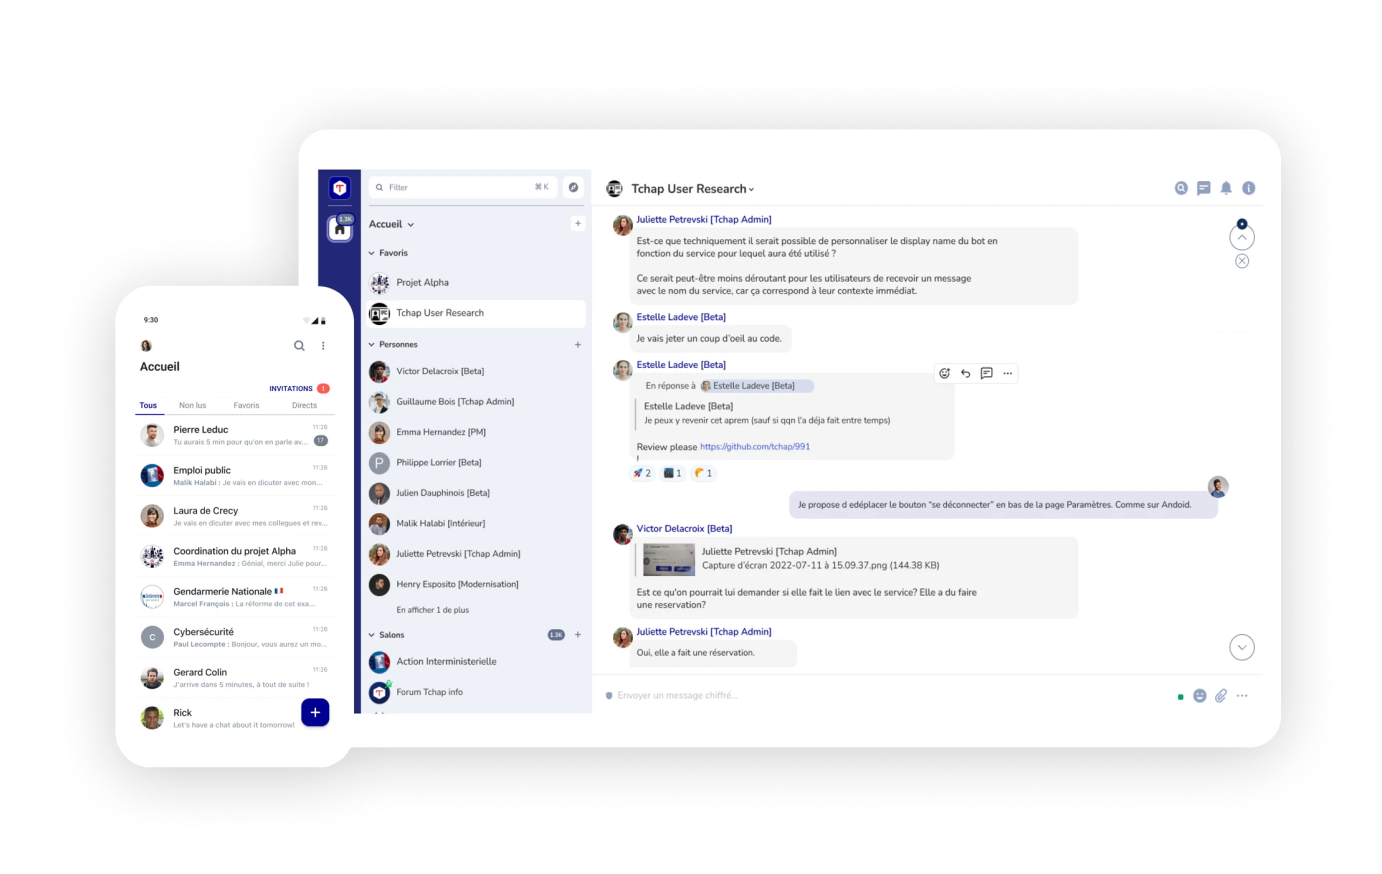 9:30
Accueil
INVITATIONS 1
Tous Non lus Favoris Directs
Pierre Leduc 11:26
Tu aurais 5 min pour qu'on en parle av... 17
Emploi public 11:26
Malik Halabi : Je vais en dicuter avec mon...
Laura de Crecy 11:26
Je vais en dicuter avec mes collegues et rev...
Coordination du projet Alpha 11:26
Emma Hernandez : Génial, merci Julie pour...
Gendarmerie Nationale 🇫🇷 11:26
Marcel François : La réforme de cet exa...
C
Cybersécurité 11:26
Paul Lecompte : Bonjour, vous aurez un mo...
Gerard Colin 11:26
J'arrive dans 5 minutes, à tout de suite !
Rick
Let's have a chat about it tomorrow!
+
T
1.3K
Filter ⌘ K
Accueil +
Favoris
Projet Alpha
Tchap User Research
Personnes +
Victor Delacroix [Beta]
Guillaume Bois [Tchap Admin]
Emma Hernandez [PM]
P Philippe Lorrier [Beta]
Julien Dauphinois [Beta]
Malik Halabi [Intérieur]
Juliette Petrevski [Tchap Admin]
Henry Esposito [Modernisation]
En afficher 1 de plus
Salons 1.3K +
Action Interministerielle
T Forum Tchap info
Tchap User Research
Juliette Petrevski [Tchap Admin]
Est-ce que techniquement il serait possible de personnaliser le display name du bot en
fonction du service pour lequel aura été utilisé ?
Ce serait peut-être moins déroutant pour les utilisateurs de recevoir un message
avec le nom du service, car ça correspond à leur contexte immédiat.
Estelle Ladeve [Beta]
Je vais jeter un coup d'oeil au code.
Estelle Ladeve [Beta]
En réponse à Estelle Ladeve [Beta]
Estelle Ladeve [Beta]
Je peux y revenir cet aprem (sauf si qqn l'a déja fait entre temps)
Review please https://github.com/tchap/991
!
🚀 2 1 🥐 1
Je propose d edéplacer le bouton “se déconnecter” en bas de la page Paramètres. Comme sur Andoid.
Victor Delacroix [Beta]
Juliette Petrevski [Tchap Admin]
Capture d'écran 2022-07-11 à 15.09.37.png (144.38 KB)
Est ce qu'on pourrait lui demander si elle fait le lien avec le service? Elle a du faire
une reservation?
Juliette Petrevski [Tchap Admin]
Oui, elle a fait une réservation.
Envoyer un message chiffré...